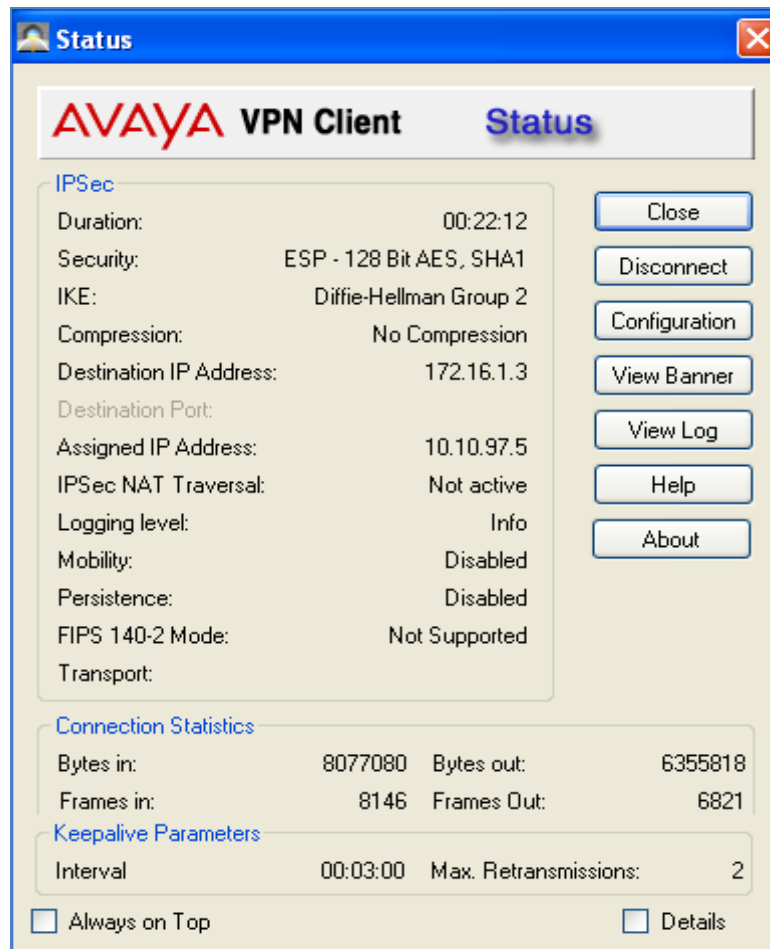 Status
AVAYA VPN Client Status
IPSec
Duration: 00:22:12
Security: ESP - 128 Bit AES, SHA1
IKE: Diffie-Hellman Group 2
Compression: No Compression
Destination IP Address: 172.16.1.3
Destination Port:
Assigned IP Address: 10.10.97.5
IPSec NAT Traversal: Not active
Logging level: Info
Mobility: Disabled
Persistence: Disabled
FIPS 140-2 Mode: Not Supported
Transport:
Close
Disconnect
Configuration
View Banner
View Log
Help
About
Connection Statistics
Bytes in: 8077080 Bytes out: 6355818
Frames in: 8146 Frames Out: 6821
Keepalive Parameters
Interval 00:03:00 Max. Retransmissions: 2
Always on Top Details